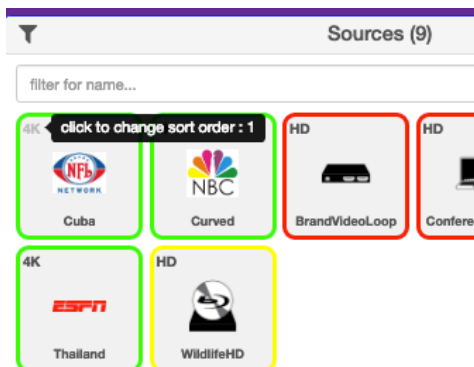 Sources (9)
filter for name...
4K click to change sort order : 1 HD HD
NFL
NETWORK
NBC
Cuba Curved BrandVideoLoop Confere
4K HD
ESPN
Thailand WildlifeHD